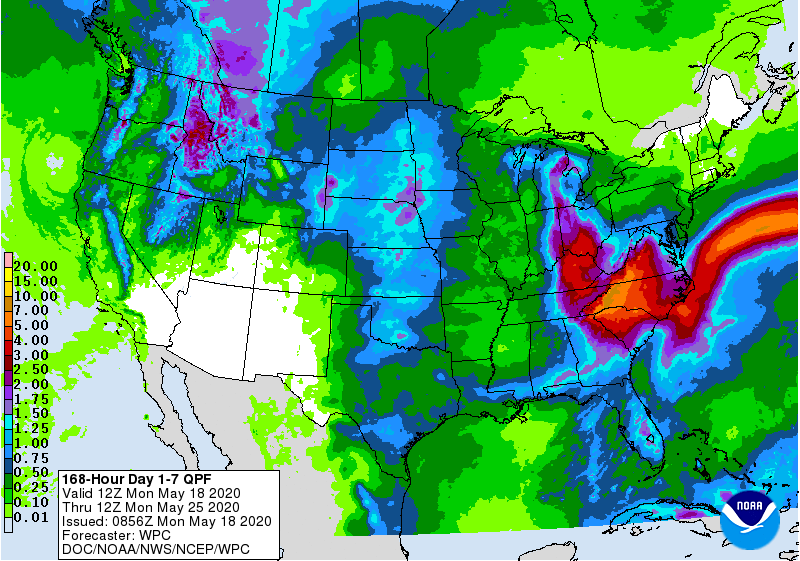 20.00
15.00
10.00
7.00
5.00
4.00
3.00
2.50
2.00
1.75
1.50
1.25
1.00
0.75
0.50
0.25
0.10
0.01
168-Hour Day 1-7 QPF
Valid 12Z Mon May 18 2020
Thru 12Z Mon May 25 2020
Issued: 0856Z Mon May 18 2020
Forecaster: WPC
DOC/NOAA/NWS/NCEP/WPC
NOAA